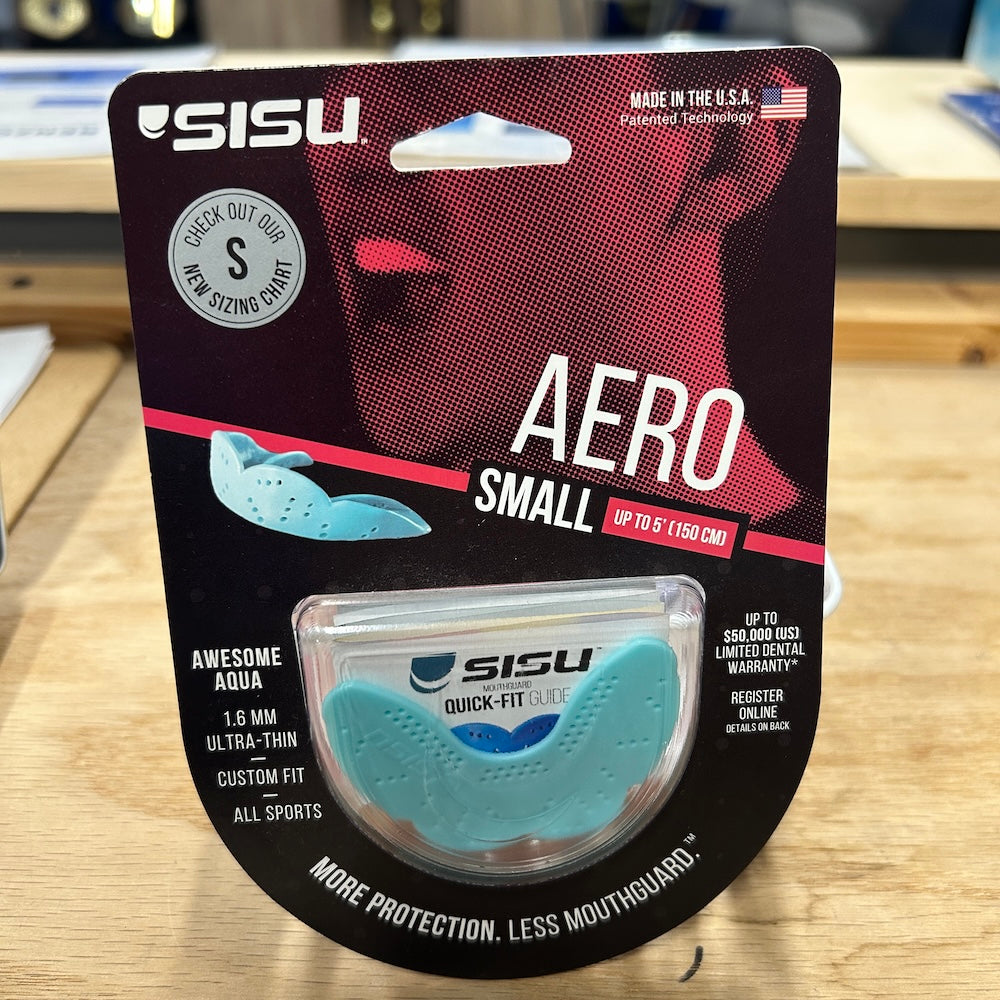 SISU™
MADE IN THE U.S.A.
Patented Technology
CHECK OUT OUR
S
NEW SIZING CHART
AERO
SMALL
UP TO 5' (150 CM)
AWESOME
AQUA
1.6 MM
ULTRA-THIN
CUSTOM FIT
ALL SPORTS
SISU™
MOUTHGUARD
QUICK-FIT GUIDE
UP TO
$50,000 (US)
LIMITED DENTAL
WARRANTY*
REGISTER
ONLINE
DETAILS ON BACK
MORE PROTECTION. LESS MOUTHGUARD.™